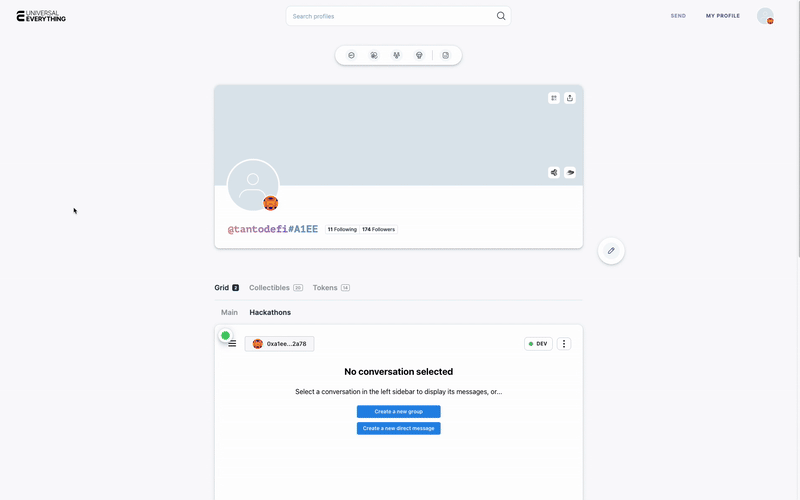 UNIVERSAL
EVERYTHING
Search profiles
SEND
MY PROFILE
@tantodefi#A1EE
11 Following
174 Followers
Grid 2
Collectibles 20
Tokens 14
Main
Hackathons
0xa1ee...2a78
DEV
No conversation selected
Select a conversation in the left sidebar to display its messages, or...
Create a new group
Create a new direct message